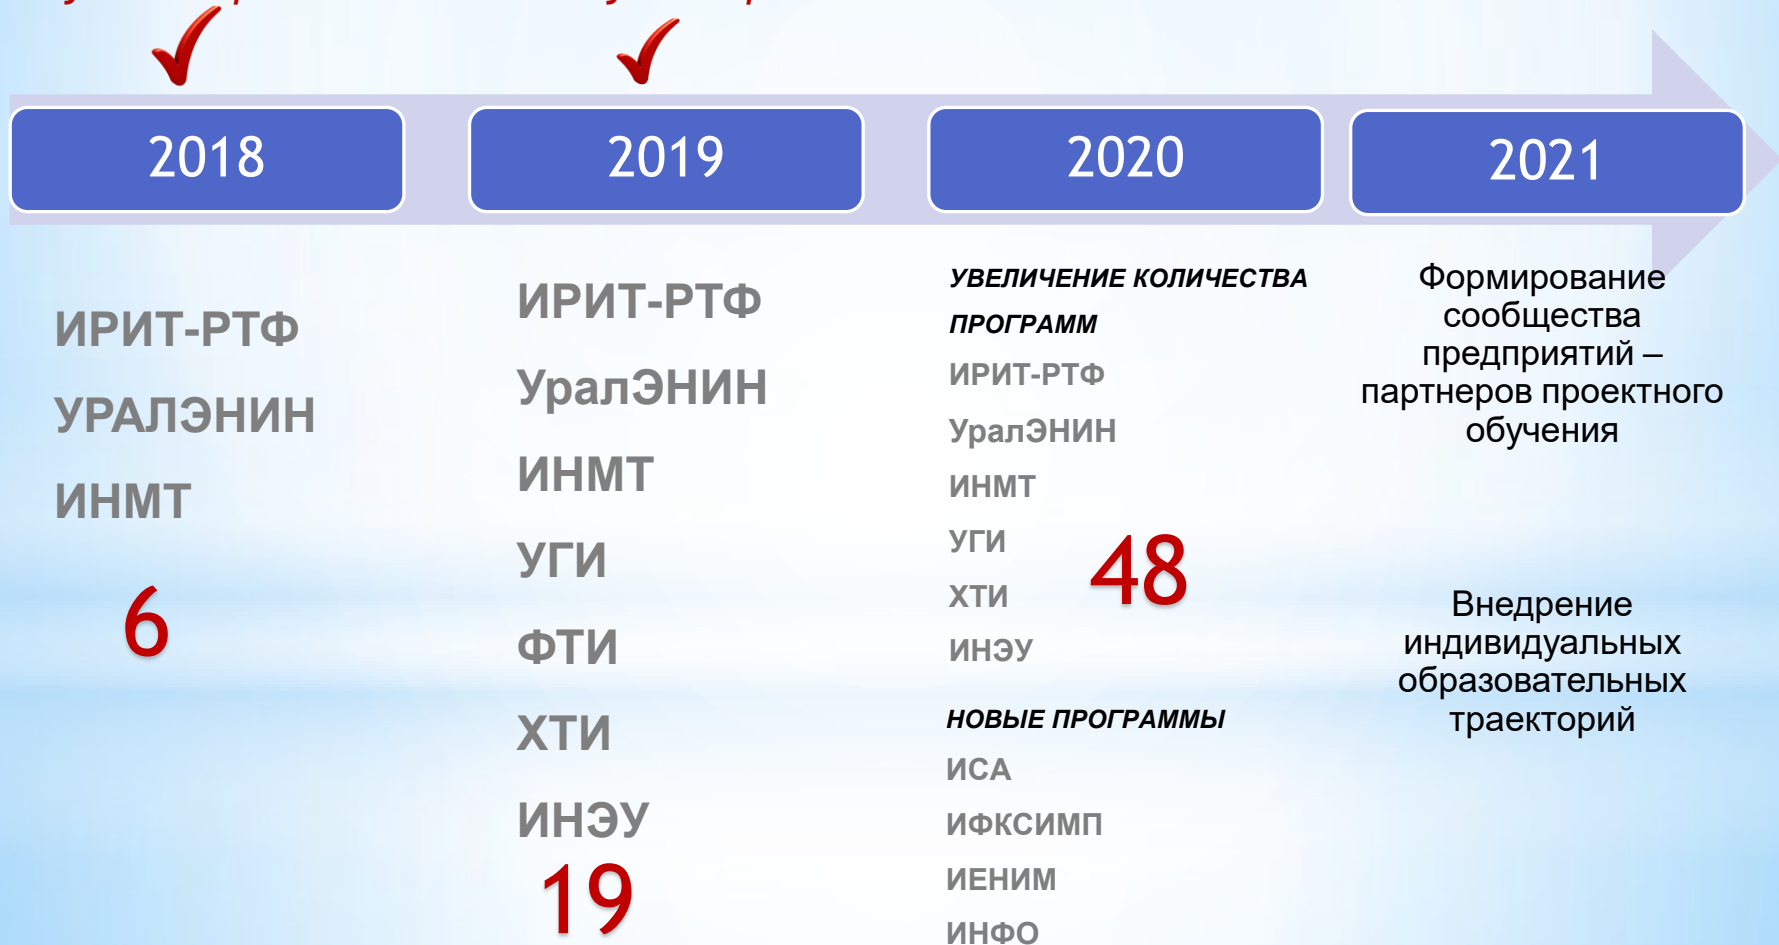 2018
2019
2020
2021
ИРИТ-РТФ
УРАЛЭНИН
ИНМТ
6
ИРИТ-РТФ
УралЭНИН
ИНМТ
УГИ
ФТИ
ХТИ
ИНЭУ
19
УВЕЛИЧЕНИЕ КОЛИЧЕСТВА
ПРОГРАММ
ИРИТ-РТФ
УралЭНИН
ИНМТ
УГИ
ХТИ
ИНЭУ
48
НОВЫЕ ПРОГРАММЫ
ИСА
ИФКСИМП
ИЕНИМ
ИНФО
Формирование
сообщества
предприятий –
партнеров проектного
обучения
Внедрение
индивидуальных
образовательных
траекторий